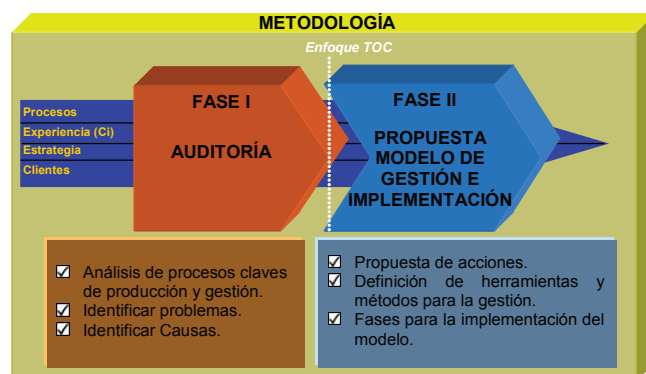 METODOLOGÍA
Enfoque TOC
Procesos
Experiencia (Ci)
Estrategia
Clientes
FASE I
AUDITORÍA
FASE II
PROPUESTA
MODELO DE
GESTIÓN E
IMPLEMENTACIÓN
Análisis de procesos claves
de producción y gestión.
Identificar problemas.
Identificar Causas.
Propuesta de acciones.
Definición de herramientas y
métodos para la gestión.
Fases para la implementación del
modelo.